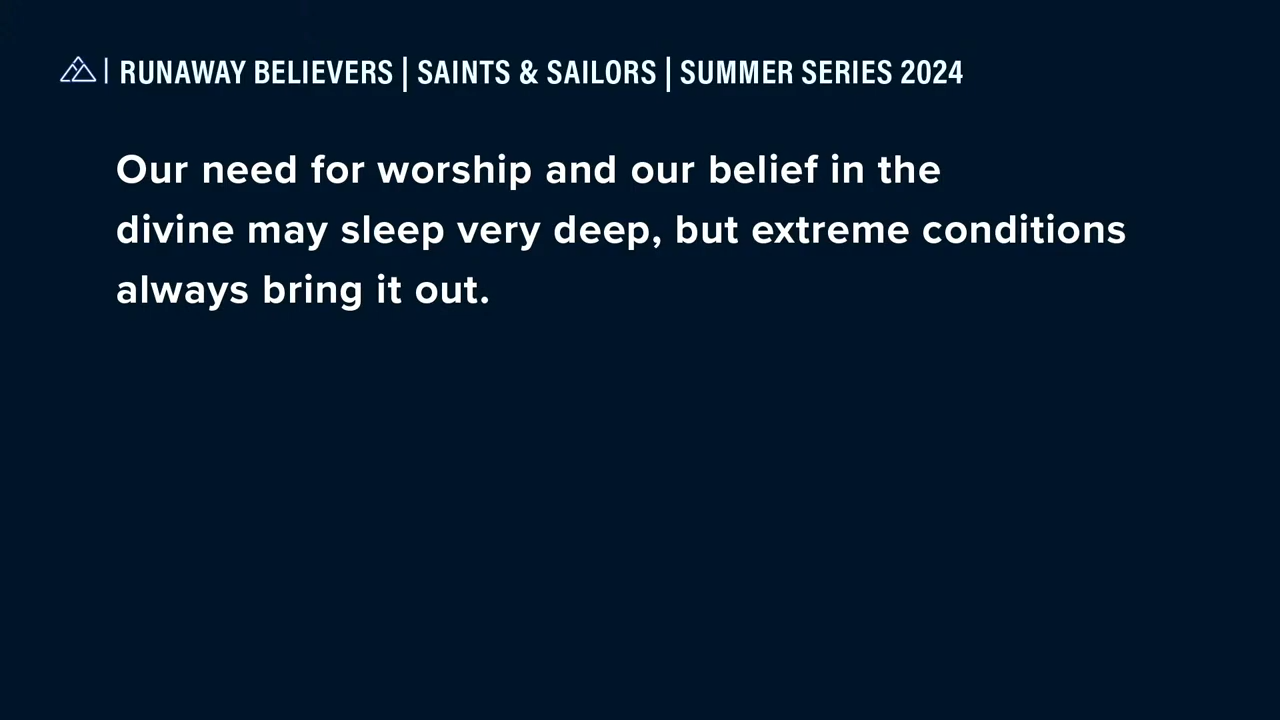 RUNAWAY BELIEVERS | SAINTS & SAILORS | SUMMER SERIES 2024
Our need for worship and our belief in the
divine may sleep very deep, but extreme conditions
always bring it out.